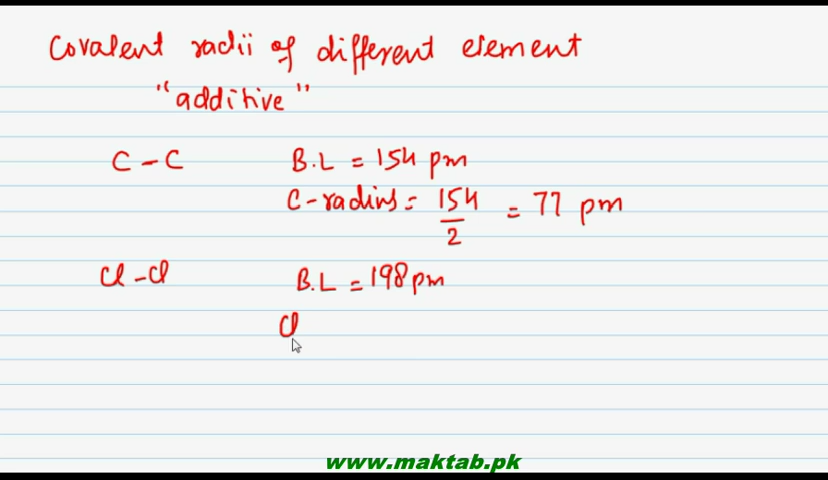 Covalent radii of different element
"additive"
C - C B.L = 154 pm
C-radius = 154/2 = 77 pm
Cl - Cl B.L = 198 pm
Cl
www.maktab.pk